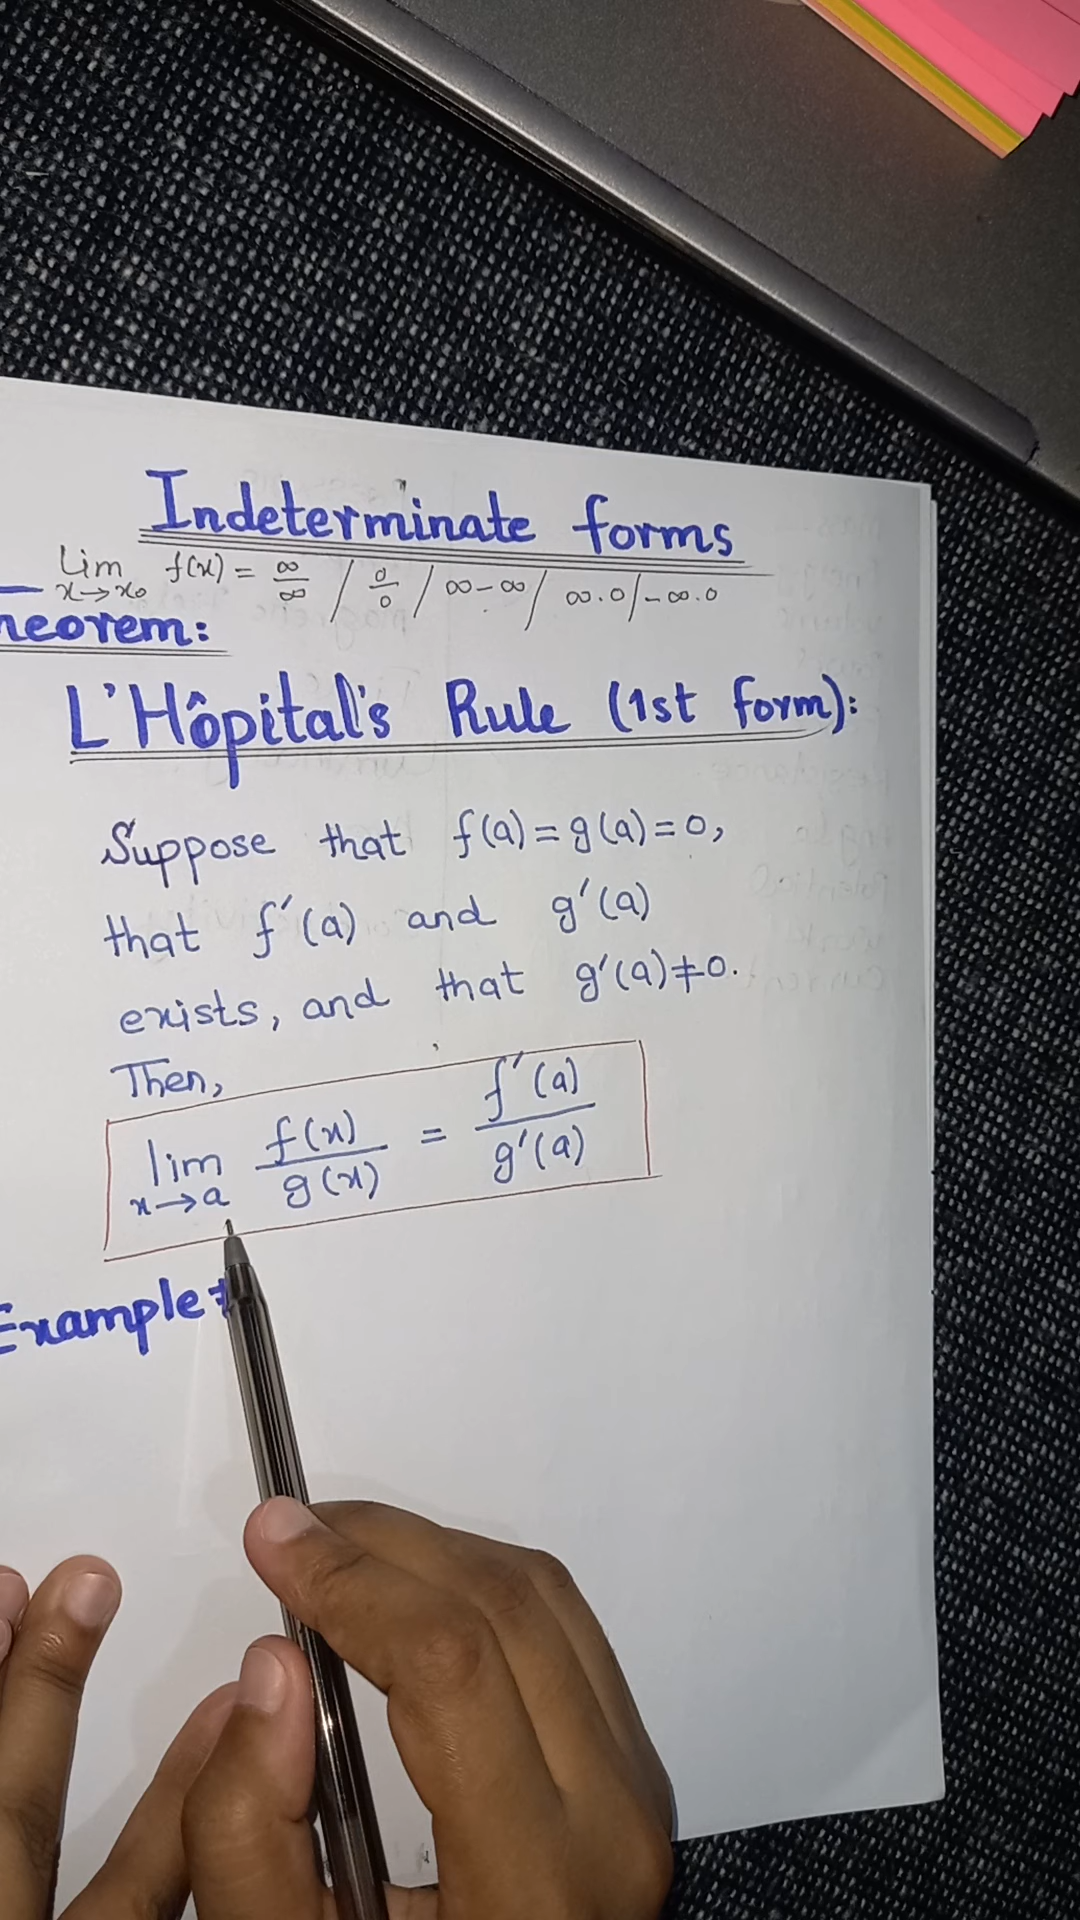 Indeterminate forms
Lim x→x₀ f(x) = ∞/∞ / 0/0 / ∞-∞ / ∞.0 / -∞.0
heorem:
L'Hôpital's Rule (1st form):
Suppose that f(a)=g(a)=0,
that f'(a) and g'(a)
exists, and that g'(a)≠0.
Then,
lim x→a f(x)/g(x) = f'(a)/g'(a)
Example: